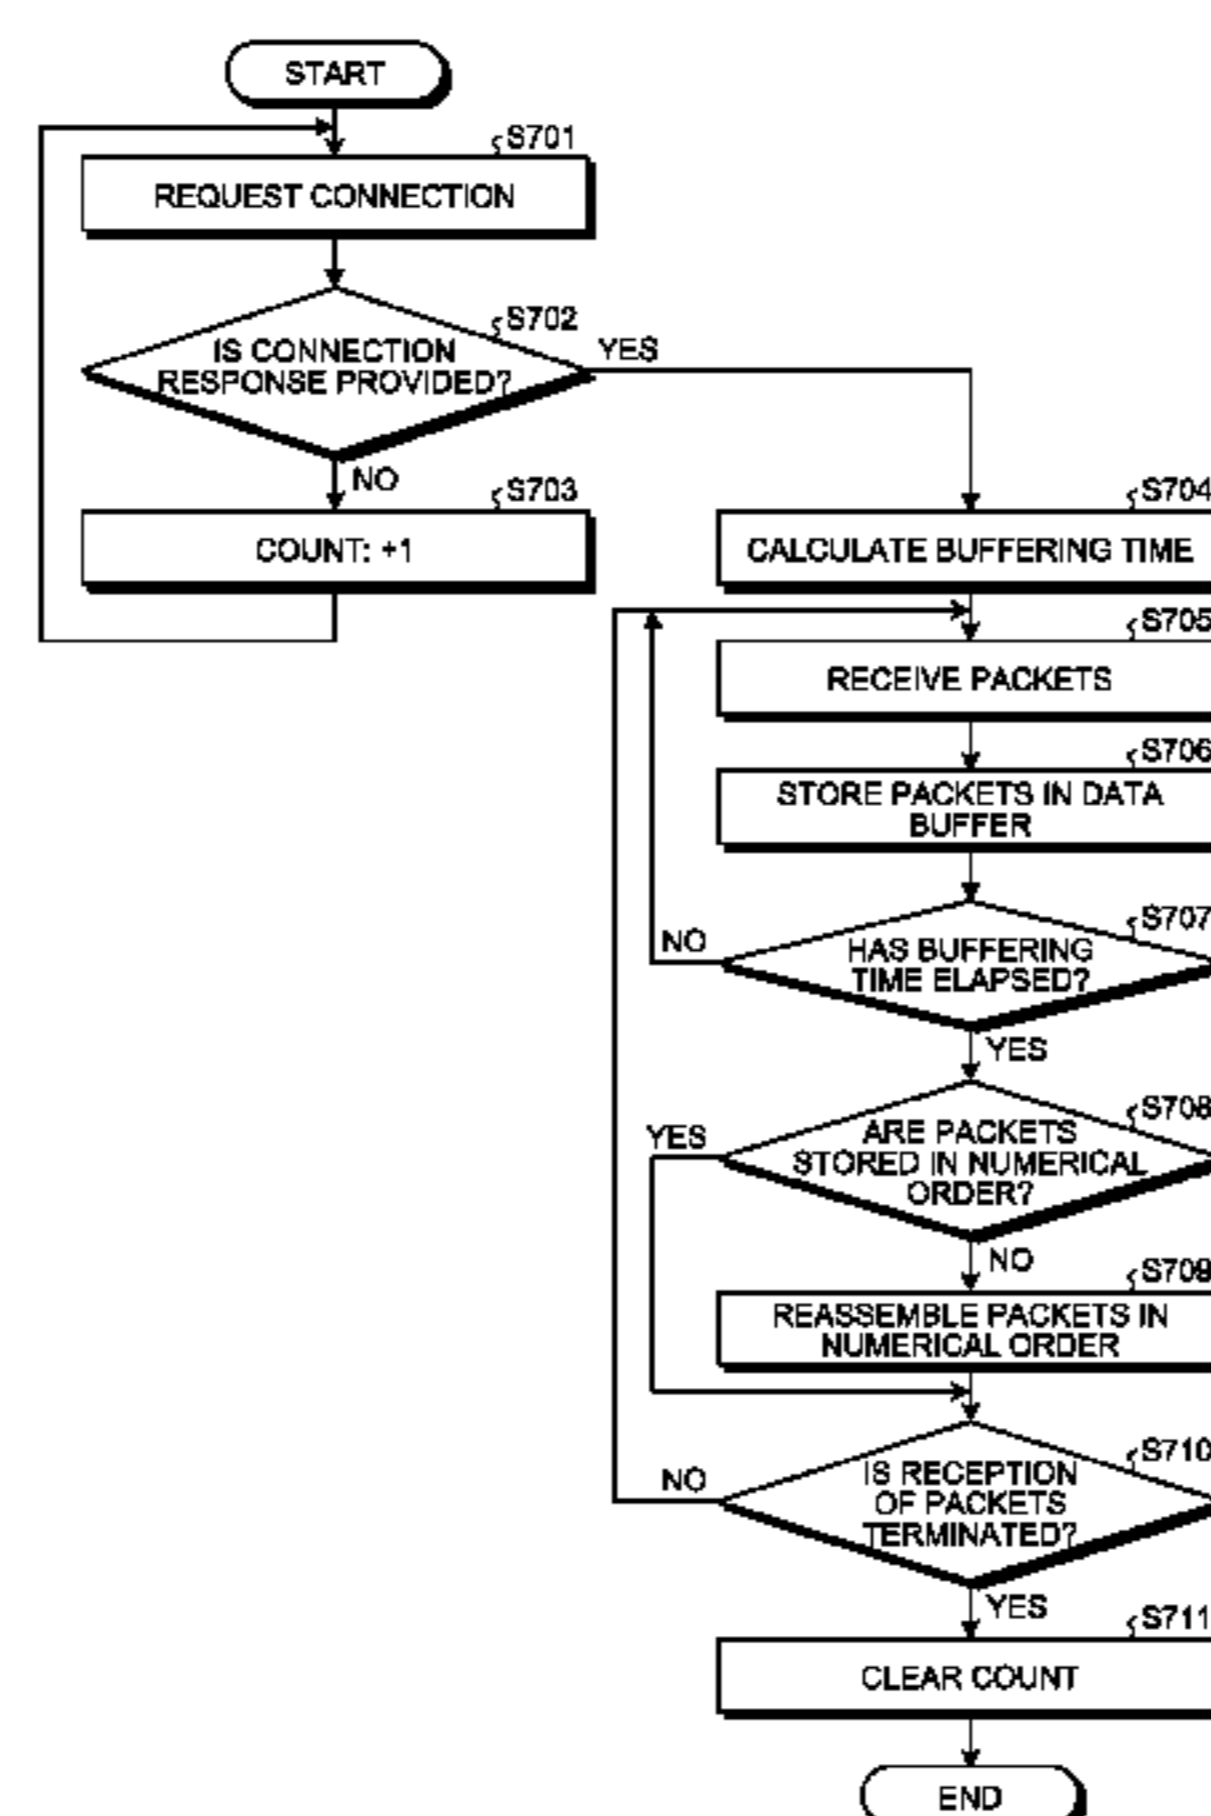 START
S701
REQUEST CONNECTION
S702
IS CONNECTION
RESPONSE PROVIDED?
YES
NO
S703
COUNT: +1
S704
CALCULATE BUFFERING TIME
S705
RECEIVE PACKETS
S706
STORE PACKETS IN DATA
BUFFER
S707
HAS BUFFERING
TIME ELAPSED?
NO
YES
S708
ARE PACKETS
STORED IN NUMERICAL
ORDER?
YES
NO
S709
REASSEMBLE PACKETS IN
NUMERICAL ORDER
S710
IS RECEPTION
OF PACKETS
TERMINATED?
NO
YES
S711
CLEAR COUNT
END